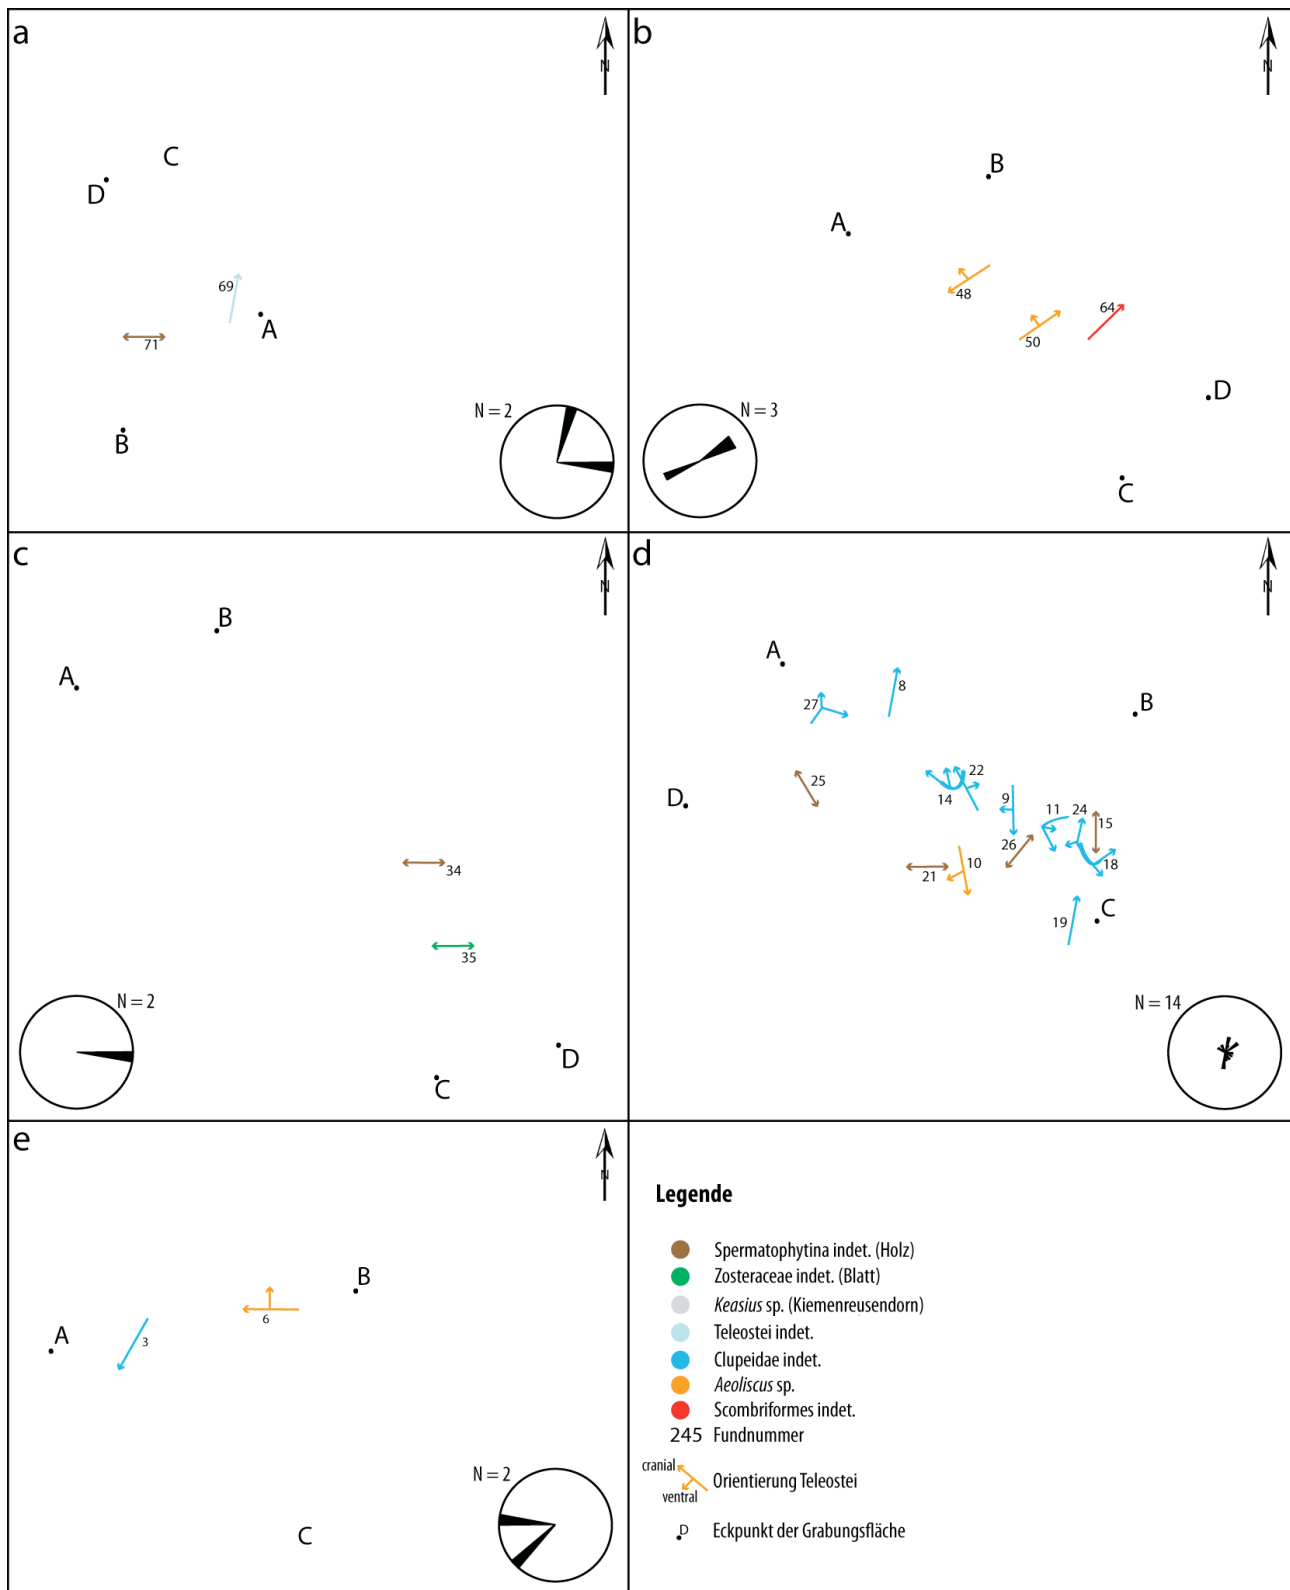 a
N
C
D
69
A
71
B
N = 2
b
N
B
A
48
64
50
D
N = 3
C
c
N
B
A
34
35
N = 2
D
C
d
N
A
B
8
27
25
22
D
14
9
11
24
15
26
10
18
21
C
19
N = 14
e
N
B
6
A
3
N = 2
C
Legende
Spermatophytina indet. (Holz)
Zosteraceae indet. (Blatt)
Keasius sp. (Kiemenreusendorn)
Teleostei indet.
Clupeidae indet.
Aeoliscus sp.
Scombriformes indet.
245 Fundnummer
cranial
Orientierung Teleostei
ventral
D Eckpunkt der Grabungsfläche